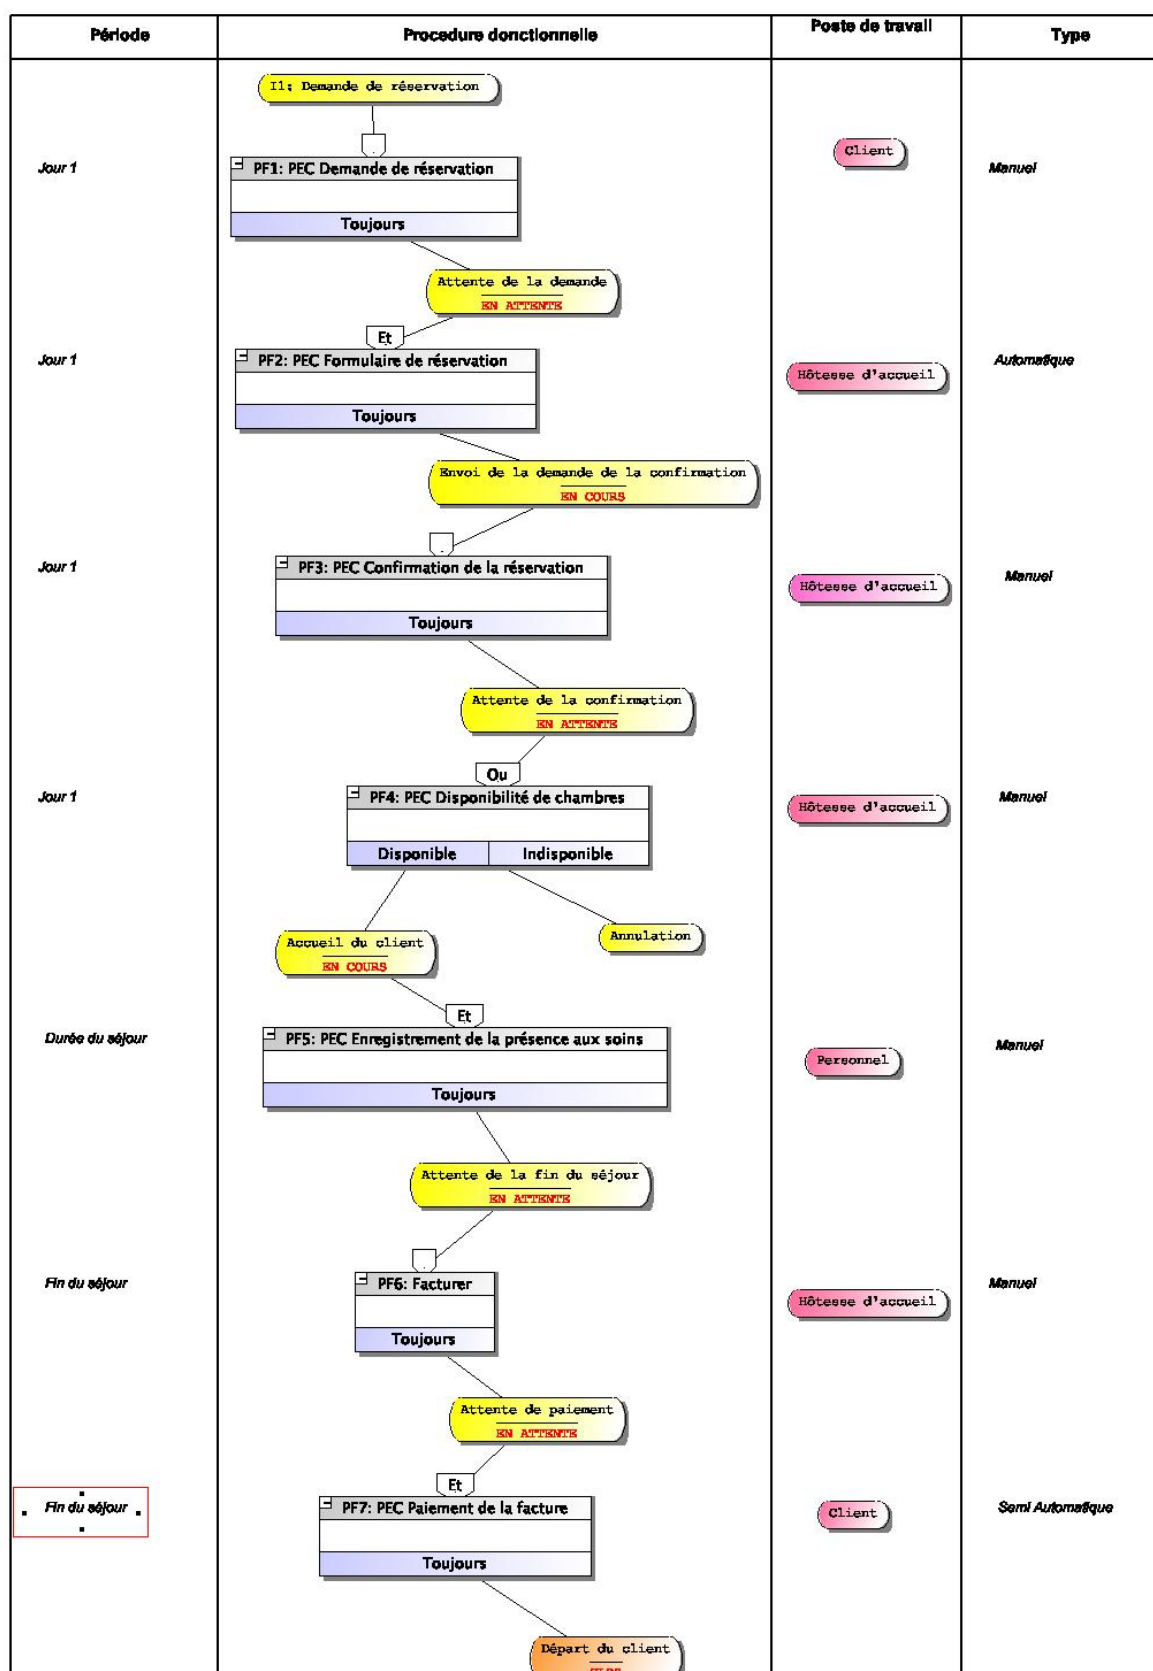 Période
Procedure donctionnelle
Poste de travail
Type
I1: Demande de réservation
.
Jour 1
PF1: PEC Demande de réservation
Toujours
Client
Manuel
Attente de la demande
EN ATTENTE
Et
Jour 1
PF2: PEC Formulaire de réservation
Toujours
Hôtesse d'accueil
Automatique
Envoi de la demande de la confirmation
EN COURS
.
Jour 1
PF3: PEC Confirmation de la réservation
Toujours
Hôtesse d'accueil
Manuel
Attente de la confirmation
EN ATTENTE
Ou
Jour 1
PF4: PEC Disponibilité de chambres
Disponible
Indisponible
Hôtesse d'accueil
Manuel
Accueil du client
EN COURS
Annulation
Et
Durée du séjour
PF5: PEC Enregistrement de la présence aux soins
Toujours
Personnel
Manuel
Attente de la fin du séjour
EN ATTENTE
.
Fin du séjour
PF6: Facturer
Toujours
Hôtesse d'accueil
Manuel
Attente de paiement
EN ATTENTE
Et
Fin du séjour
PF7: PEC Paiement de la facture
Toujours
Client
Semi Automatique
Départ du client